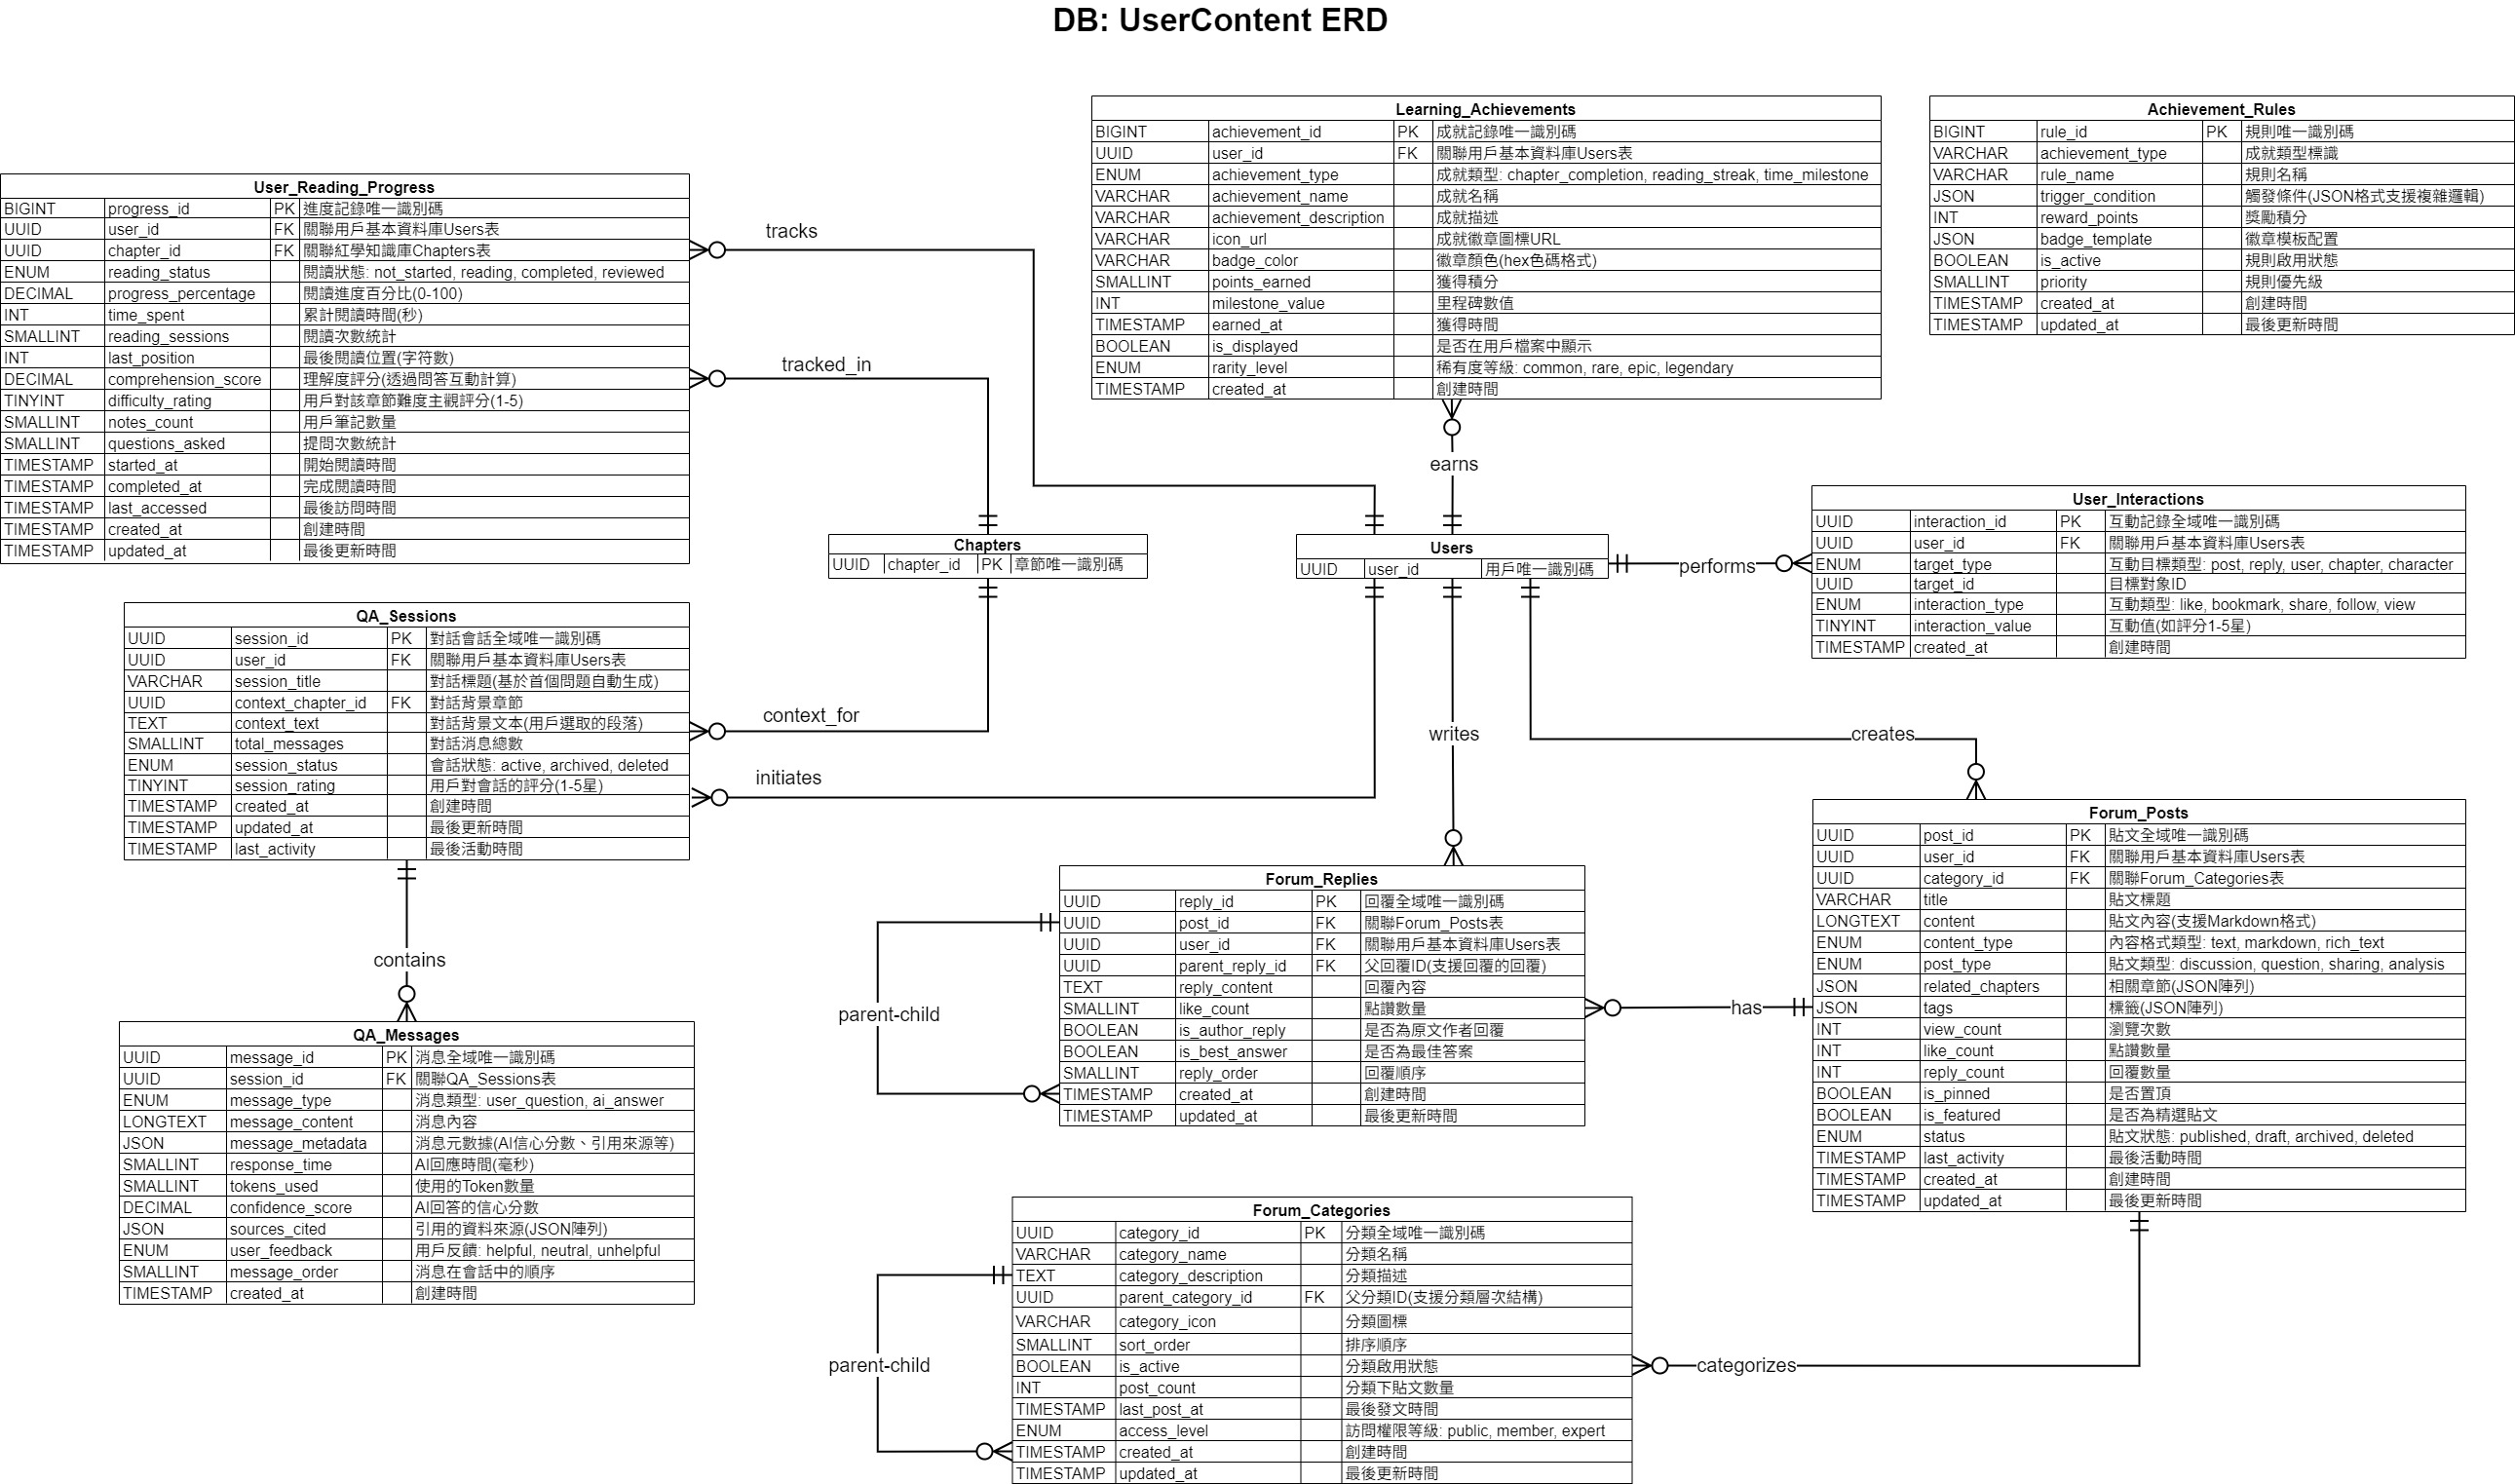 DB: UserContent ERD
Learning_Achievements
BIGINT achievement_id PK 成就記錄唯一識別碼
UUID user_id FK 關聯用戶基本資料庫Users表
ENUM achievement_type 成就類型: chapter_completion, reading_streak, time_milestone
VARCHAR achievement_name 成就名稱
VARCHAR achievement_description 成就描述
VARCHAR icon_url 成就徽章圖標URL
VARCHAR badge_color 徽章顏色(hex色碼格式)
SMALLINT points_earned 獲得積分
INT milestone_value 里程碑數值
TIMESTAMP earned_at 獲得時間
BOOLEAN is_displayed 是否在用戶檔案中顯示
ENUM rarity_level 稀有度等級: common, rare, epic, legendary
TIMESTAMP created_at 創建時間
Achievement_Rules
BIGINT rule_id PK 規則唯一識別碼
VARCHAR achievement_type 成就類型標識
VARCHAR rule_name 規則名稱
JSON trigger_condition 觸發條件(JSON格式支援複雜邏輯)
INT reward_points 獎勵積分
JSON badge_template 徽章模板配置
BOOLEAN is_active 規則啟用狀態
SMALLINT priority 規則優先級
TIMESTAMP created_at 創建時間
TIMESTAMP updated_at 最後更新時間
User_Reading_Progress
BIGINT progress_id PK 進度記錄唯一識別碼
UUID user_id FK 關聯用戶基本資料庫Users表
UUID chapter_id FK 關聯紅學知識庫Chapters表
ENUM reading_status 閱讀狀態: not_started, reading, completed, reviewed
DECIMAL progress_percentage 閱讀進度百分比(0-100)
INT time_spent 累計閱讀時間(秒)
SMALLINT reading_sessions 閱讀次數統計
INT last_position 最後閱讀位置(字符數)
DECIMAL comprehension_score 理解度評分(透過問答互動計算)
TINYINT difficulty_rating 用戶對該章節難度主觀評分(1-5)
SMALLINT notes_count 用戶筆記數量
SMALLINT questions_asked 提問次數統計
TIMESTAMP started_at 開始閱讀時間
TIMESTAMP completed_at 完成閱讀時間
TIMESTAMP last_accessed 最後訪問時間
TIMESTAMP created_at 創建時間
TIMESTAMP updated_at 最後更新時間
tracks
tracked_in
earns
Chapters
UUID chapter_id PK 章節唯一識別碼
Users
UUID user_id 用戶唯一識別碼
performs
User_Interactions
UUID interaction_id PK 互動記錄全域唯一識別碼
UUID user_id FK 關聯用戶基本資料庫Users表
ENUM target_type 互動目標類型: post, reply, user, chapter, character
UUID target_id 目標對象ID
ENUM interaction_type 互動類型: like, bookmark, share, follow, view
TINYINT interaction_value 互動值(如評分1-5星)
TIMESTAMP created_at 創建時間
QA_Sessions
UUID session_id PK 對話會話全域唯一識別碼
UUID user_id FK 關聯用戶基本資料庫Users表
VARCHAR session_title 對話標題(基於首個問題自動生成)
UUID context_chapter_id FK 對話背景章節
TEXT context_text 對話背景文本(用戶選取的段落)
SMALLINT total_messages 對話消息總數
ENUM session_status 會話狀態: active, archived, deleted
TINYINT session_rating 用戶對會話的評分(1-5星)
TIMESTAMP created_at 創建時間
TIMESTAMP updated_at 最後更新時間
TIMESTAMP last_activity 最後活動時間
context_for
initiates
writes
creates
contains
QA_Messages
UUID message_id PK 消息全域唯一識別碼
UUID session_id FK 關聯QA_Sessions表
ENUM message_type 消息類型: user_question, ai_answer
LONGTEXT message_content 消息內容
JSON message_metadata 消息元數據(AI信心分數、引用來源等)
SMALLINT response_time AI回應時間(毫秒)
SMALLINT tokens_used 使用的Token數量
DECIMAL confidence_score AI回答的信心分數
JSON sources_cited 引用的資料來源(JSON陣列)
ENUM user_feedback 用戶反饋: helpful, neutral, unhelpful
SMALLINT message_order 消息在會話中的順序
TIMESTAMP created_at 創建時間
Forum_Replies
UUID reply_id PK 回覆全域唯一識別碼
UUID post_id FK 關聯Forum_Posts表
UUID user_id FK 關聯用戶基本資料庫Users表
UUID parent_reply_id FK 父回覆ID(支援回覆的回覆)
TEXT reply_content 回覆內容
SMALLINT like_count 點讚數量
BOOLEAN is_author_reply 是否為原文作者回覆
BOOLEAN is_best_answer 是否為最佳答案
SMALLINT reply_order 回覆順序
TIMESTAMP created_at 創建時間
TIMESTAMP updated_at 最後更新時間
parent-child
has
Forum_Posts
UUID post_id PK 貼文全域唯一識別碼
UUID user_id FK 關聯用戶基本資料庫Users表
UUID category_id FK 關聯Forum_Categories表
VARCHAR title 貼文標題
LONGTEXT content 貼文內容(支援Markdown格式)
ENUM content_type 內容格式類型: text, markdown, rich_text
ENUM post_type 貼文類型: discussion, question, sharing, analysis
JSON related_chapters 相關章節(JSON陣列)
JSON tags 標籤(JSON陣列)
INT view_count 瀏覽次數
INT like_count 點讚數量
INT reply_count 回覆數量
BOOLEAN is_pinned 是否置頂
BOOLEAN is_featured 是否為精選貼文
ENUM status 貼文狀態: published, draft, archived, deleted
TIMESTAMP last_activity 最後活動時間
TIMESTAMP created_at 創建時間
TIMESTAMP updated_at 最後更新時間
Forum_Categories
UUID category_id PK 分類全域唯一識別碼
VARCHAR category_name 分類名稱
TEXT category_description 分類描述
UUID parent_category_id FK 父分類ID(支援分類層次結構)
VARCHAR category_icon 分類圖標
SMALLINT sort_order 排序順序
BOOLEAN is_active 分類啟用狀態
INT post_count 分類下貼文數量
TIMESTAMP last_post_at 最後發文時間
ENUM access_level 訪問權限等級: public, member, expert
TIMESTAMP created_at 創建時間
TIMESTAMP updated_at 最後更新時間
parent-child
categorizes